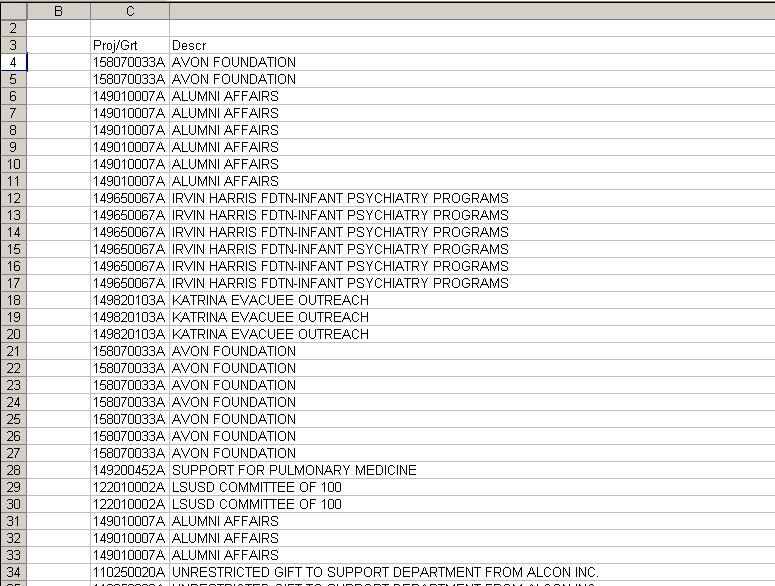 B C
2
3 Proj/Grt Descr
4 158070033A AVON FOUNDATION
5 158070033A AVON FOUNDATION
6 149010007A ALUMNI AFFAIRS
7 149010007A ALUMNI AFFAIRS
8 149010007A ALUMNI AFFAIRS
9 149010007A ALUMNI AFFAIRS
10 149010007A ALUMNI AFFAIRS
11 149010007A ALUMNI AFFAIRS
12 149650067A IRVIN HARRIS FDTN-INFANT PSYCHIATRY PROGRAMS
13 149650067A IRVIN HARRIS FDTN-INFANT PSYCHIATRY PROGRAMS
14 149650067A IRVIN HARRIS FDTN-INFANT PSYCHIATRY PROGRAMS
15 149650067A IRVIN HARRIS FDTN-INFANT PSYCHIATRY PROGRAMS
16 149650067A IRVIN HARRIS FDTN-INFANT PSYCHIATRY PROGRAMS
17 149650067A IRVIN HARRIS FDTN-INFANT PSYCHIATRY PROGRAMS
18 149820103A KATRINA EVACUEE OUTREACH
19 149820103A KATRINA EVACUEE OUTREACH
20 149820103A KATRINA EVACUEE OUTREACH
21 158070033A AVON FOUNDATION
22 158070033A AVON FOUNDATION
23 158070033A AVON FOUNDATION
24 158070033A AVON FOUNDATION
25 158070033A AVON FOUNDATION
26 158070033A AVON FOUNDATION
27 158070033A AVON FOUNDATION
28 149200452A SUPPORT FOR PULMONARY MEDICINE
29 122010002A LSUSD COMMITTEE OF 100
30 122010002A LSUSD COMMITTEE OF 100
31 149010007A ALUMNI AFFAIRS
32 149010007A ALUMNI AFFAIRS
33 149010007A ALUMNI AFFAIRS
34 110250020A UNRESTRICTED GIFT TO SUPPORT DEPARTMENT FROM ALCON INC.